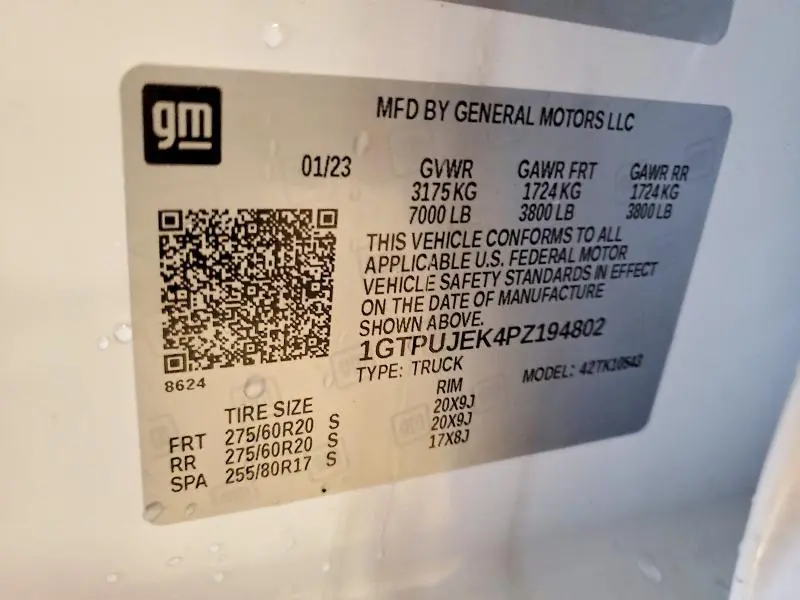 gm
MFD BY GENERAL MOTORS LLC
01/23 GVWR GAWR FRT GAWR RR
3175 KG 1724 KG 1724 KG
7000 LB 3800 LB 3800 LB
THIS VEHICLE CONFORMS TO ALL
APPLICABLE U.S. FEDERAL MOTOR
VEHICLE SAFETY STANDARDS IN EFFECT
ON THE DATE OF MANUFACTURE
SHOWN ABOVE.
1GTPUJEK4PZ194802
TYPE: TRUCK MODEL: 42TK10543
8624
TIRE SIZE RIM
FRT 275/60R20 S 20X9J
RR 275/60R20 S 20X9J
SPA 255/80R17 S 17X8J